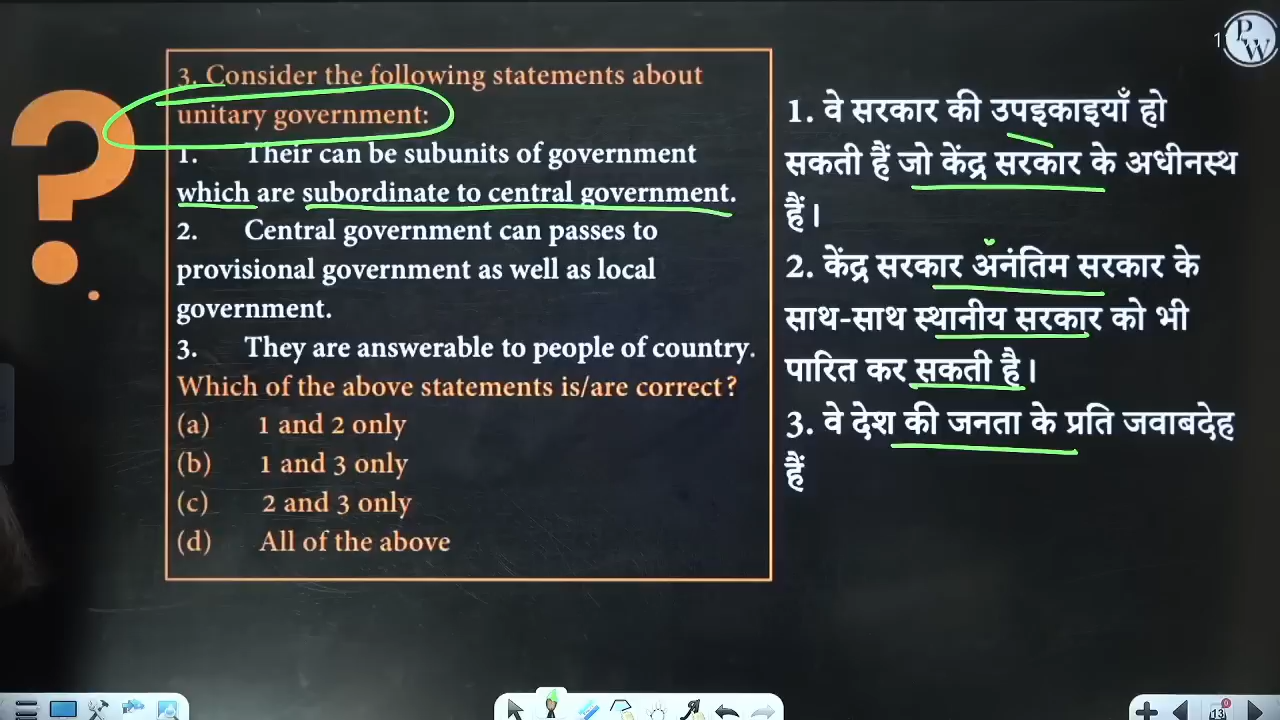 3. Consider the following statements about
unitary government:
1. Their can be subunits of government
which are subordinate to central government.
2. Central government can passes to
provisional government as well as local
government.
3. They are answerable to people of country.
Which of the above statements is/are correct?
(a) 1 and 2 only
(b) 1 and 3 only
(c) 2 and 3 only
(d) All of the above
1. वे सरकार की उपइकाइयाँ हो
सकती हैं जो केंद्र सरकार के अधीनस्थ
हैं।
2. केंद्र सरकार अनंतिम सरकार के
साथ-साथ स्थानीय सरकार को भी
पारित कर सकती है।
3. वे देश की जनता के प्रति जवाबदेह
हैं
PW
13